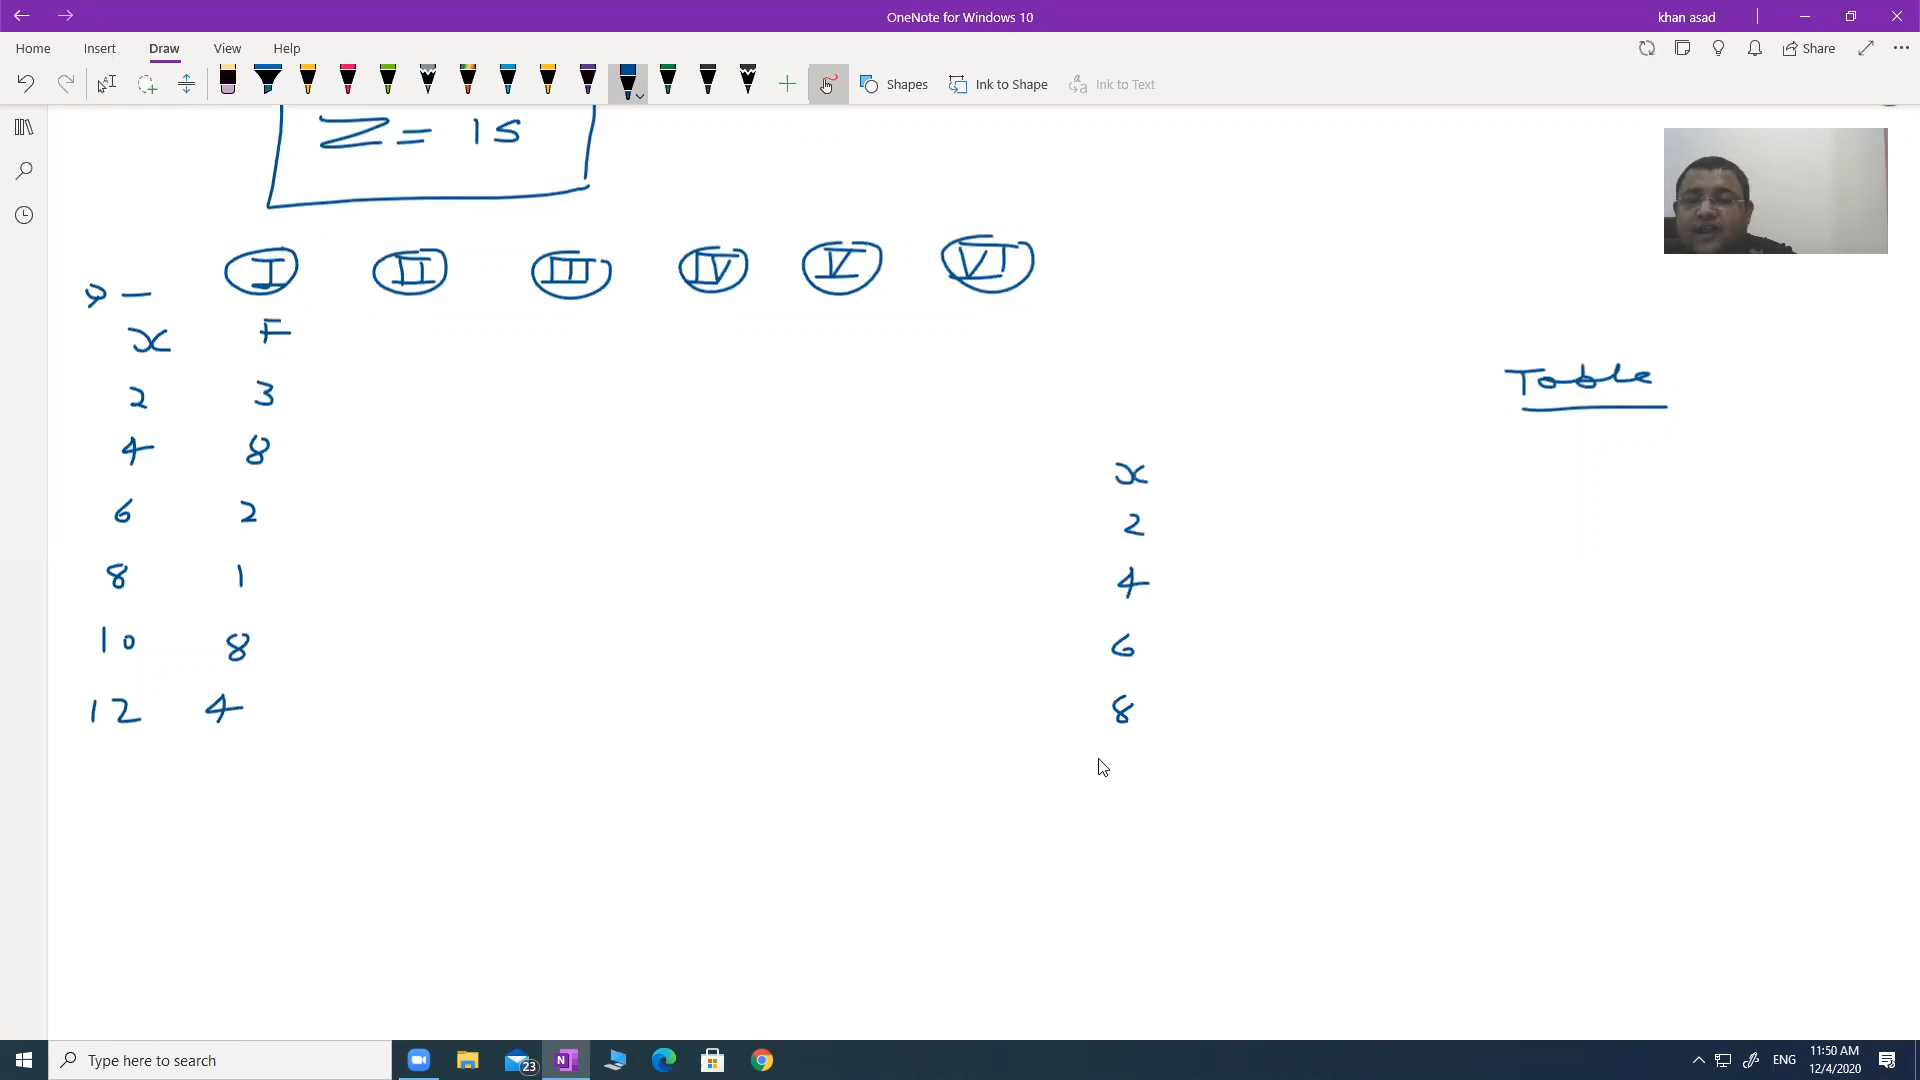 OneNote for Windows 10
khan asad
Home Insert Draw View Help
Share
Shapes Ink to Shape Ink to Text
Z = 15
I II III IV V VI
x F
2 3
4 8
6 2
8 1
10 8
12 4
Table
x
2
4
6
8
Type here to search
23
ENG
11:50 AM
12/4/2020